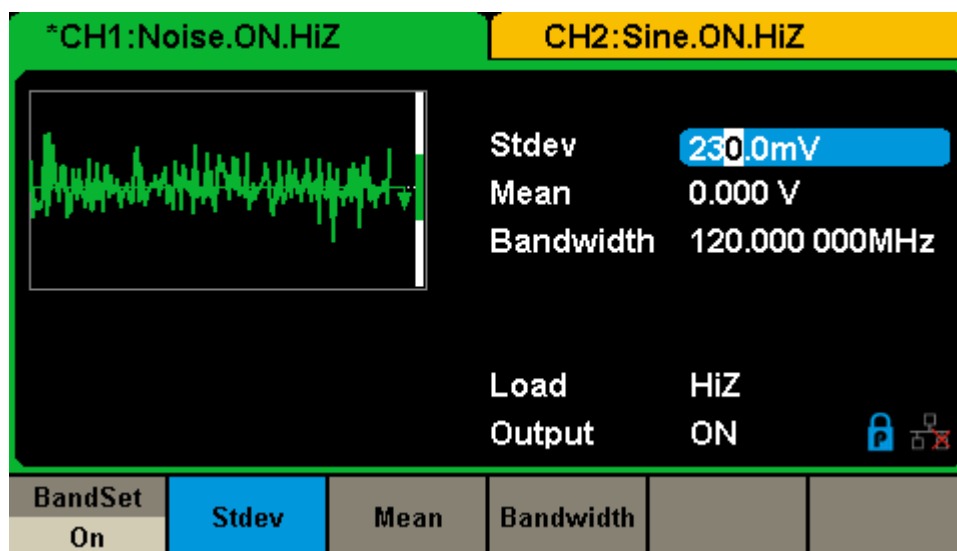 *CH1:Noise.ON.HiZ
CH2:Sine.ON.HiZ
Stdev 230.0mV
Mean 0.000 V
Bandwidth 120.000 000MHz
Load HiZ
Output ON
P
BandSet
On
Stdev
Mean
Bandwidth